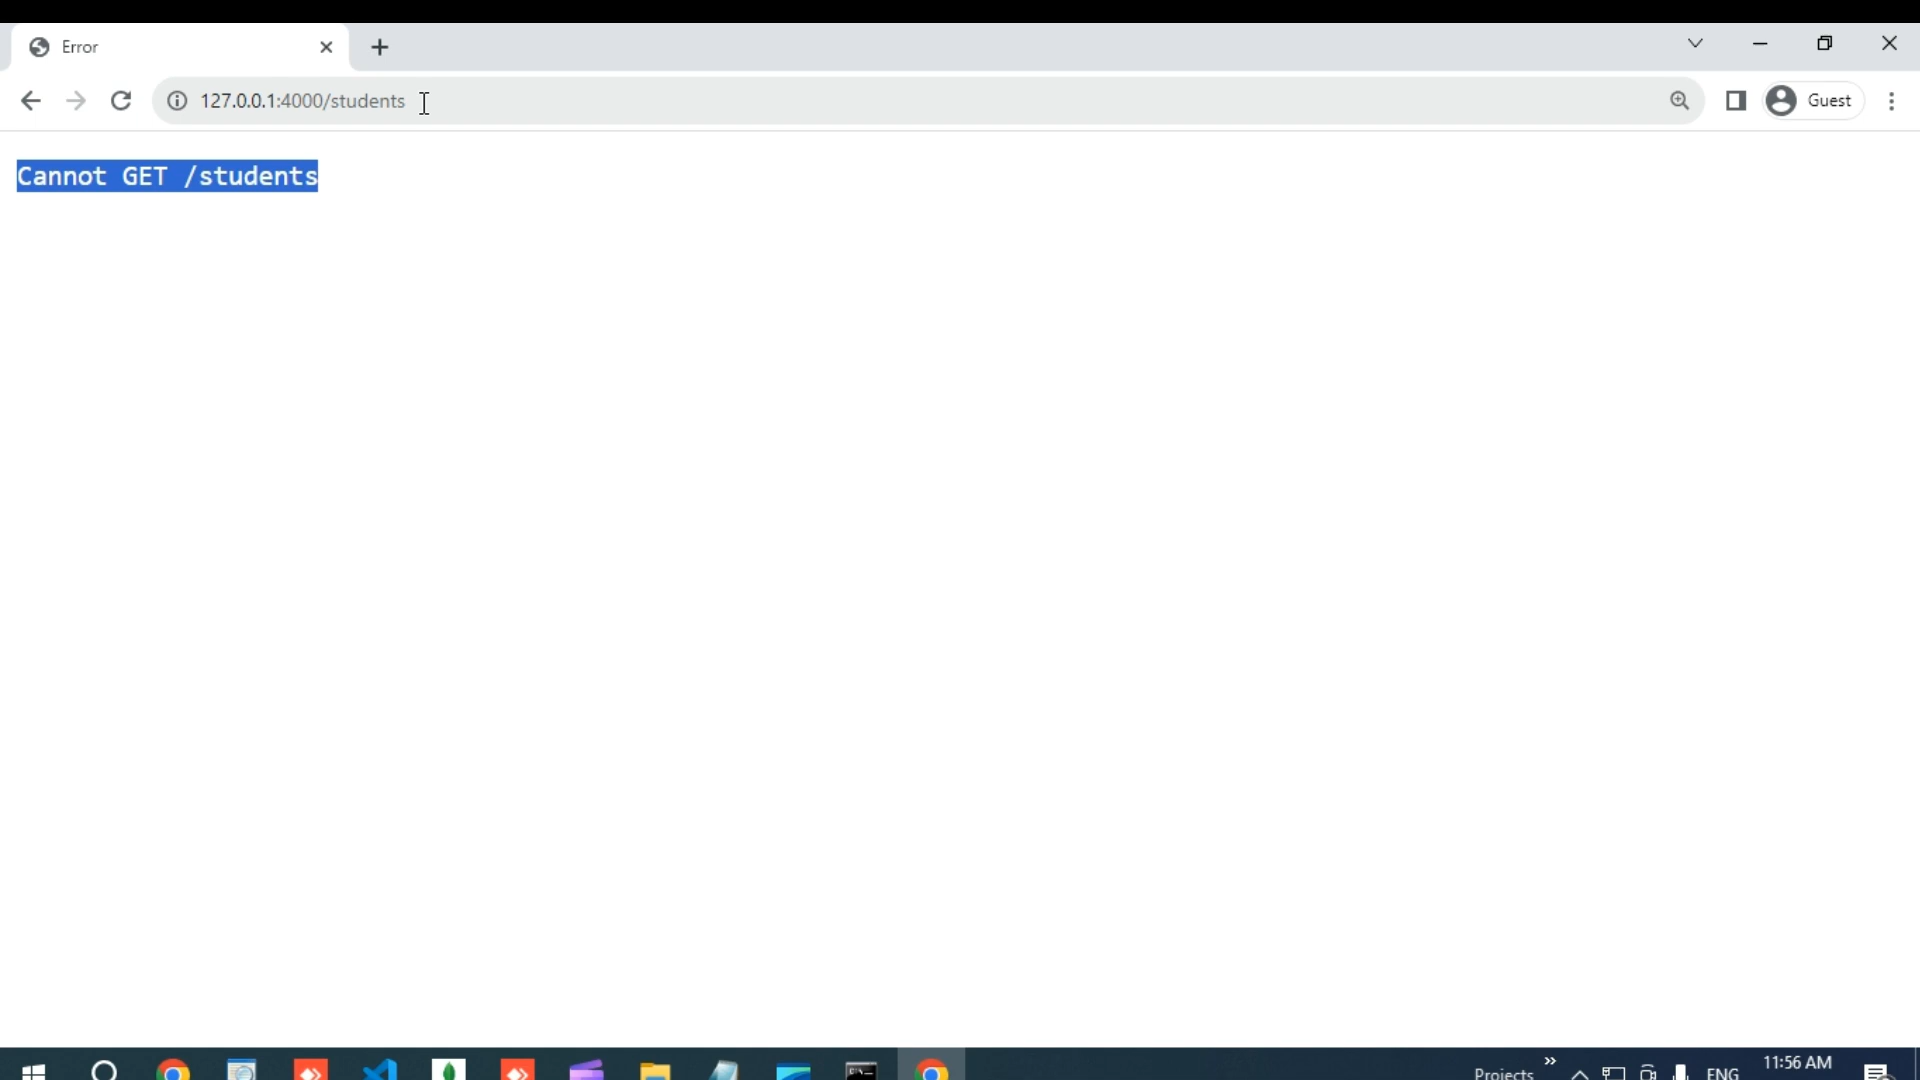 Error
127.0.0.1:4000/students
Guest
Cannot GET /students
Projects
»
ENG
11:56 AM